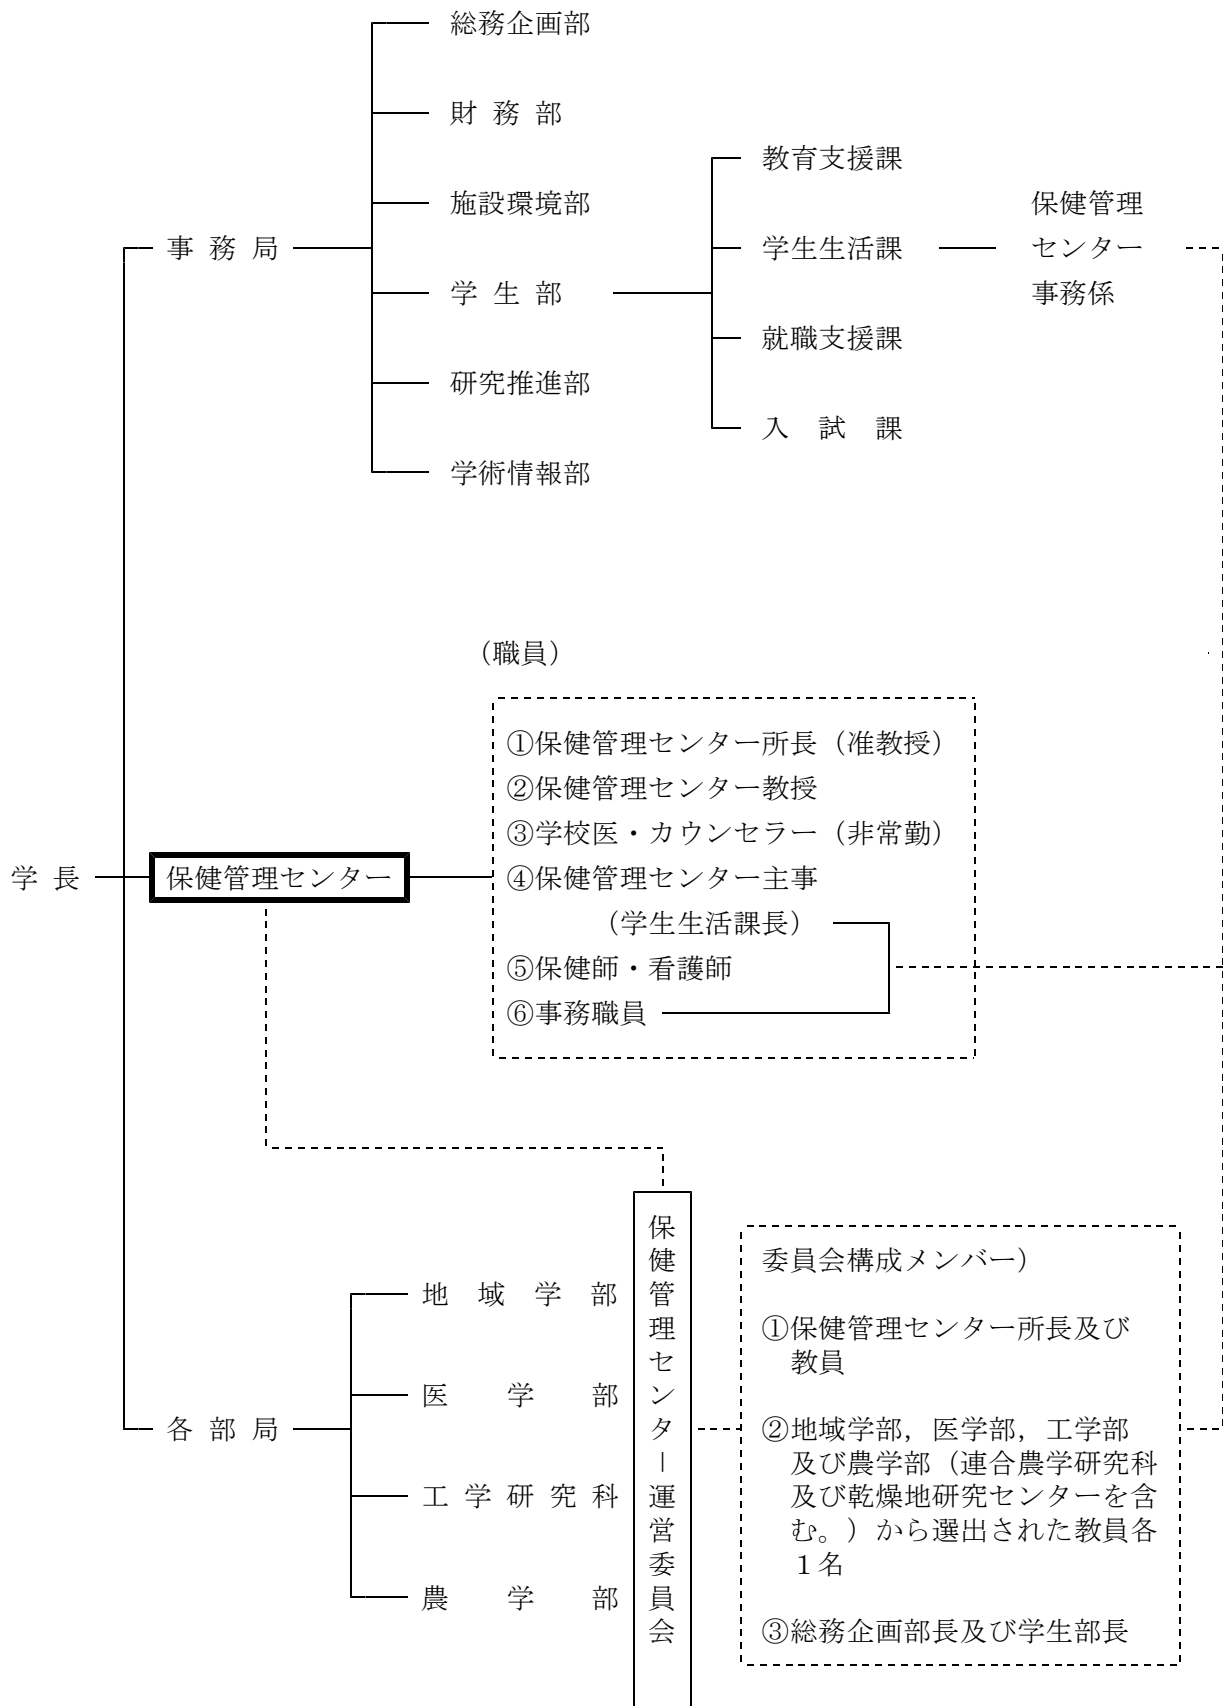 総務企画部
財務部
教育支援課
施設環境部
保健管理
事務局
学生生活課
センター
学生部
事務係
就職支援課
研究推進部
入試課
学術情報部
（職員）
①保健管理センター所長（准教授）
②保健管理センター教授
③学校医・カウンセラー（非常勤）
学長
保健管理センター
④保健管理センター主事
（学生生活課長）
⑤保健師・看護師
⑥事務職員
保健管理センター運営委員会
委員会構成メンバー）
地域学部
①保健管理センター所長及び
教員
医学部
各部局
②地域学部，医学部，工学部
及び農学部（連合農学研究科
工学研究科
及び乾燥地研究センターを含
む。）から選出された教員各
１名
農学部
③総務企画部長及び学生部長